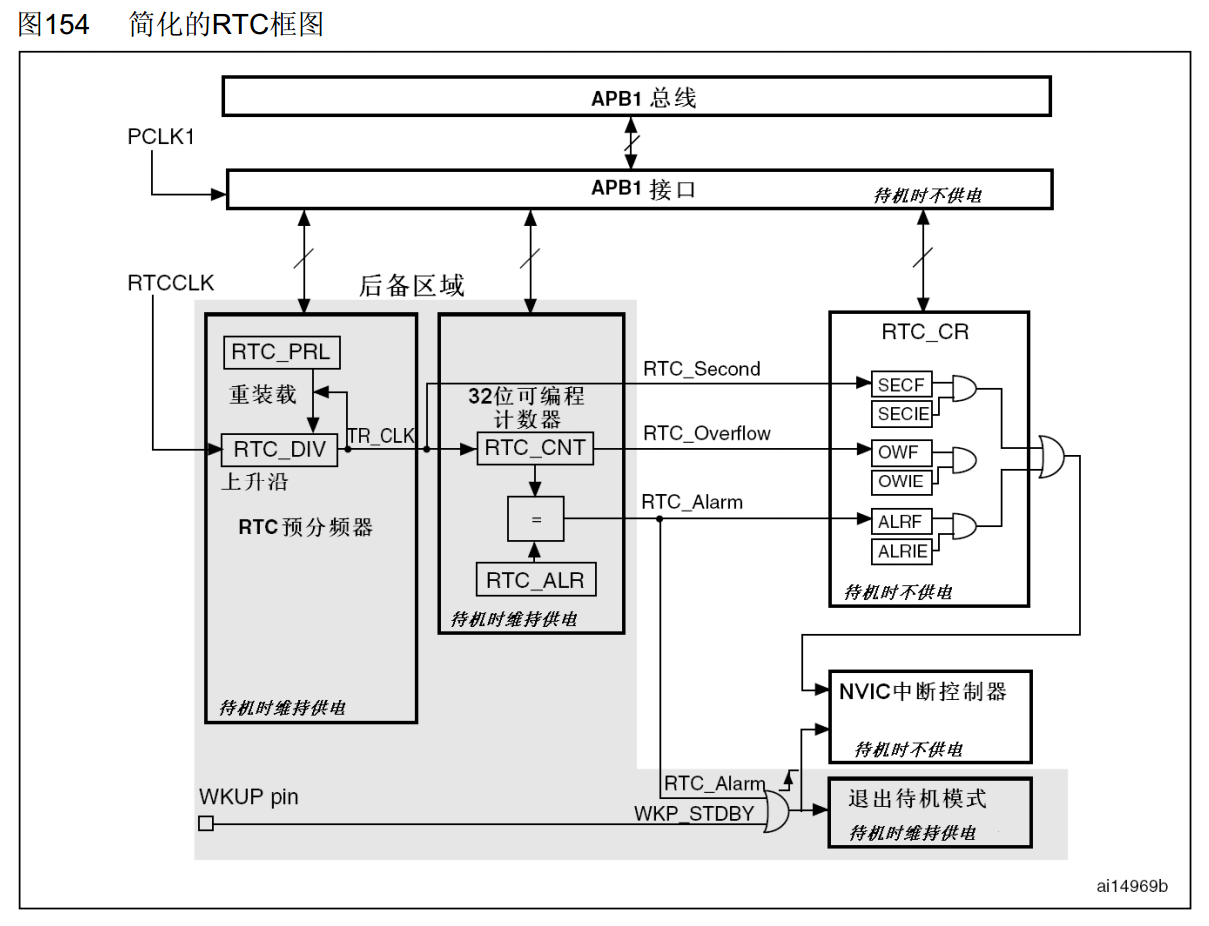 图154 简化的RTC框图
APB1 总线
PCLK1
APB1 接口
待机时不供电
RTCCLK
后备区域
RTC_PRL
重装载
RTC_DIV
TR_CLK
上升沿
RTC预分频器
待机时维持供电
32位可编程
计数器
RTC_CNT
=
RTC_ALR
待机时维持供电
RTC_Second
RTC_Overflow
RTC_Alarm
RTC_CR
SECF
SECIE
OWF
OWIE
ALRF
ALRIE
待机时不供电
NVIC中断控制器
待机时不供电
RTC_Alarm
WKUP pin
WKP_STDBY
退出待机模式
待机时维持供电
ai14969b